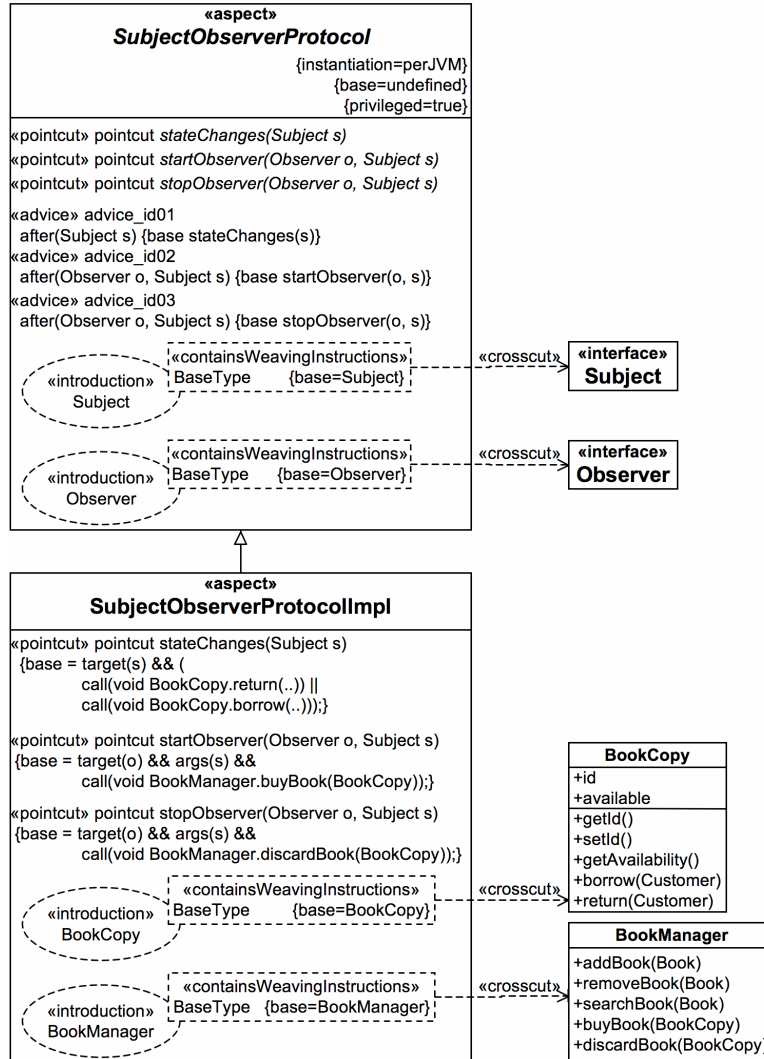 «aspect»
SubjectObserverProtocol
{instantiation=perJVM}
{base=undefined}
{privileged=true}
«pointcut» pointcut stateChanges(Subject s)
«pointcut» pointcut startObserver(Observer o, Subject s)
«pointcut» pointcut stopObserver(Observer o, Subject s)
«advice» advice_id01
after(Subject s) {base stateChanges(s)}
«advice» advice_id02
after(Observer o, Subject s) {base startObserver(o, s)}
«advice» advice_id03
after(Observer o, Subject s) {base stopObserver(o, s)}
«introduction»
Subject
«containsWeavingInstructions»
BaseType {base=Subject}
«crosscut»
«interface»
Subject
«introduction»
Observer
«containsWeavingInstructions»
BaseType {base=Observer}
«crosscut»
«interface»
Observer
«aspect»
SubjectObserverProtocolImpl
«pointcut» pointcut stateChanges(Subject s)
{base = target(s) && (
call(void BookCopy.return(..)) ||
call(void BookCopy.borrow(..)));}
«pointcut» pointcut startObserver(Observer o, Subject s)
{base = target(o) && args(s) &&
call(void BookManager.buyBook(BookCopy));}
«pointcut» pointcut stopObserver(Observer o, Subject s)
{base = target(o) && args(s) &&
call(void BookManager.discardBook(BookCopy));}
«introduction»
BookCopy
«containsWeavingInstructions»
BaseType {base=BookCopy}
«crosscut»
BookCopy
+id
+available
+getId()
+setId()
+getAvailability()
+borrow(Customer)
+return(Customer)
«introduction»
BookManager
«containsWeavingInstructions»
BaseType {base=BookManager}
«crosscut»
BookManager
+addBook(Book)
+removeBook(Book)
+searchBook(Book)
+buyBook(BookCopy)
+discardBook(BookCopy)